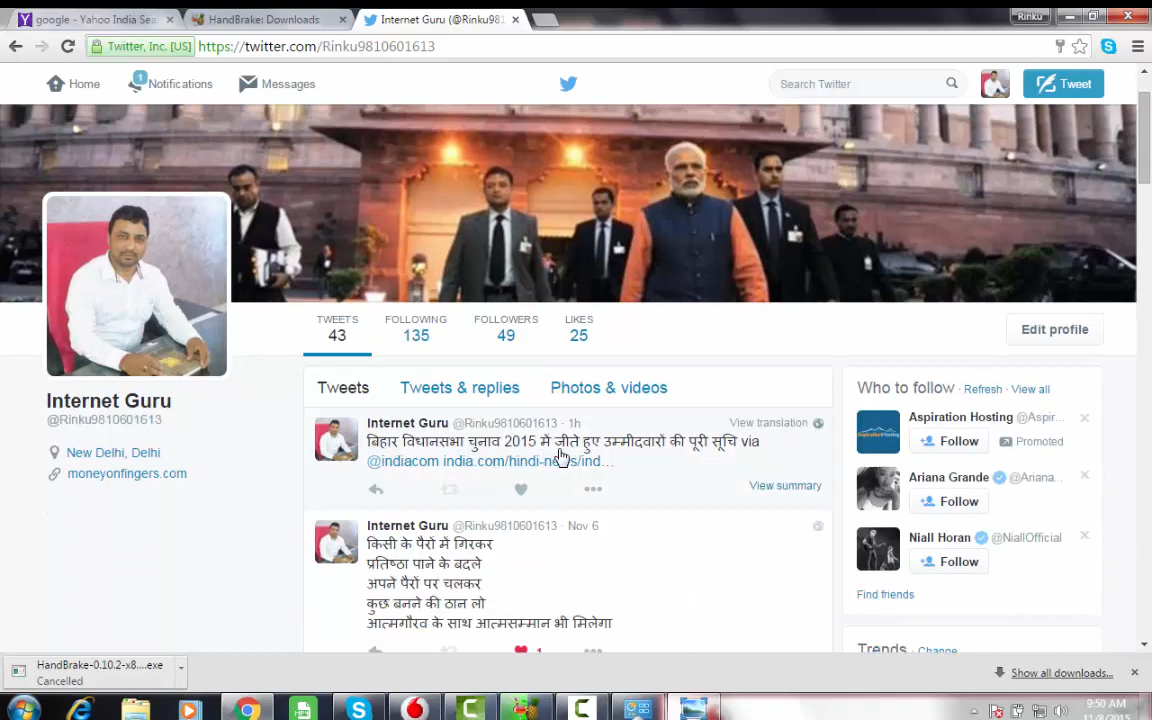 google - Yahoo India Sea
HandBrake: Downloads
Internet Guru (@Rinku981
Rinku
Twitter, Inc. [US]
https://twitter.com/Rinku9810601613
Home
1
Notifications
Messages
Search Twitter
Tweet
TWEETS
FOLLOWING
FOLLOWERS
LIKES
43
135
49
25
Edit profile
Internet Guru
@Rinku9810601613
New Delhi, Delhi
moneyonfingers.com
Tweets
Tweets & replies
Photos & videos
Internet Guru @Rinku9810601613 · 1h
View translation
बिहार विधानसभा चुनाव 2015 में जीते हुए उम्मीदवारों की पूरी सूचि via
@indiacom india.com/hindi-news/ind…
View summary
Internet Guru @Rinku9810601613 · Nov 6
किसी के पैरों में गिरकर
प्रतिष्ठा पाने के बदले
अपने पैरों पर चलकर
कुछ बनने की ठान लो
आत्मगौरव के साथ आत्मसम्मान भी मिलेगा
1
Who to follow · Refresh · View all
Aspiration Hosting @Aspir...
Follow
Promoted
Ariana Grande @Ariana...
Follow
Niall Horan @NiallOfficial
Follow
Find friends
Trends · Change
HandBrake-0.10.2-x8....exe
Cancelled
Show all downloads...
9:50 AM
11/8/2015